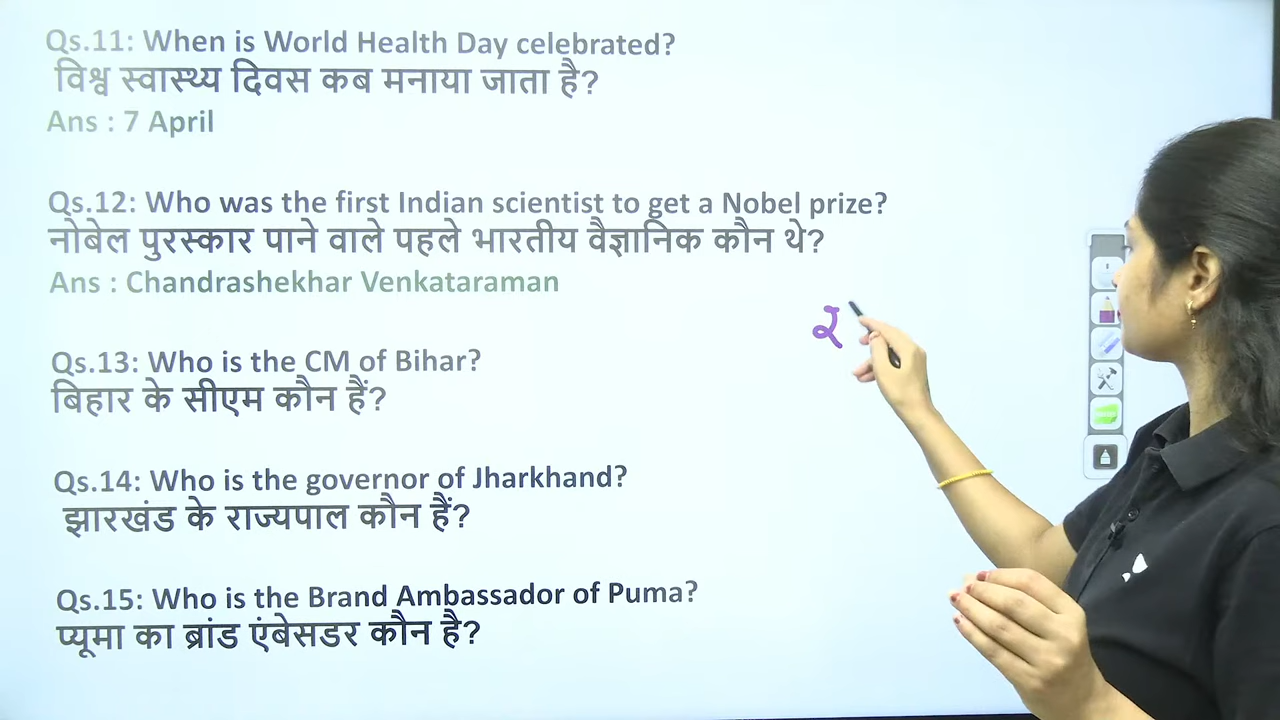 Qs.11: When is World Health Day celebrated?
विश्व स्वास्थ्य दिवस कब मनाया जाता है?
Ans : 7 April
Qs.12: Who was the first Indian scientist to get a Nobel prize?
नोबेल पुरस्कार पाने वाले पहले भारतीय वैज्ञानिक कौन थे?
Ans : Chandrashekhar Venkataraman
र
Qs.13: Who is the CM of Bihar?
बिहार के सीएम कौन हैं?
Qs.14: Who is the governor of Jharkhand?
झारखंड के राज्यपाल कौन हैं?
Qs.15: Who is the Brand Ambassador of Puma?
प्यूमा का ब्रांड एंबेसडर कौन है?